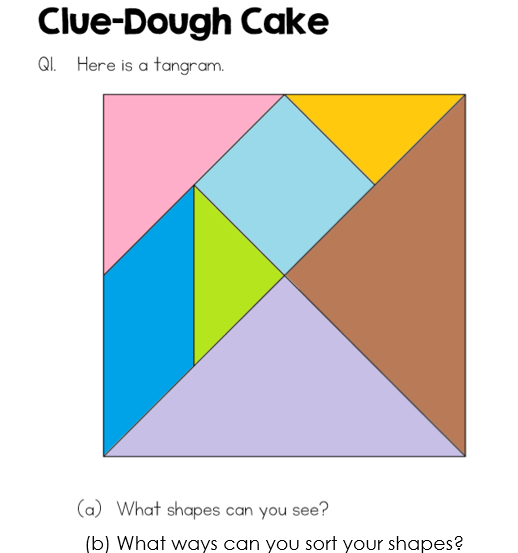 Clue-Dough Cake
Q1. Here is a tangram.
(a) What shapes can you see?
(b) What ways can you sort your shapes?